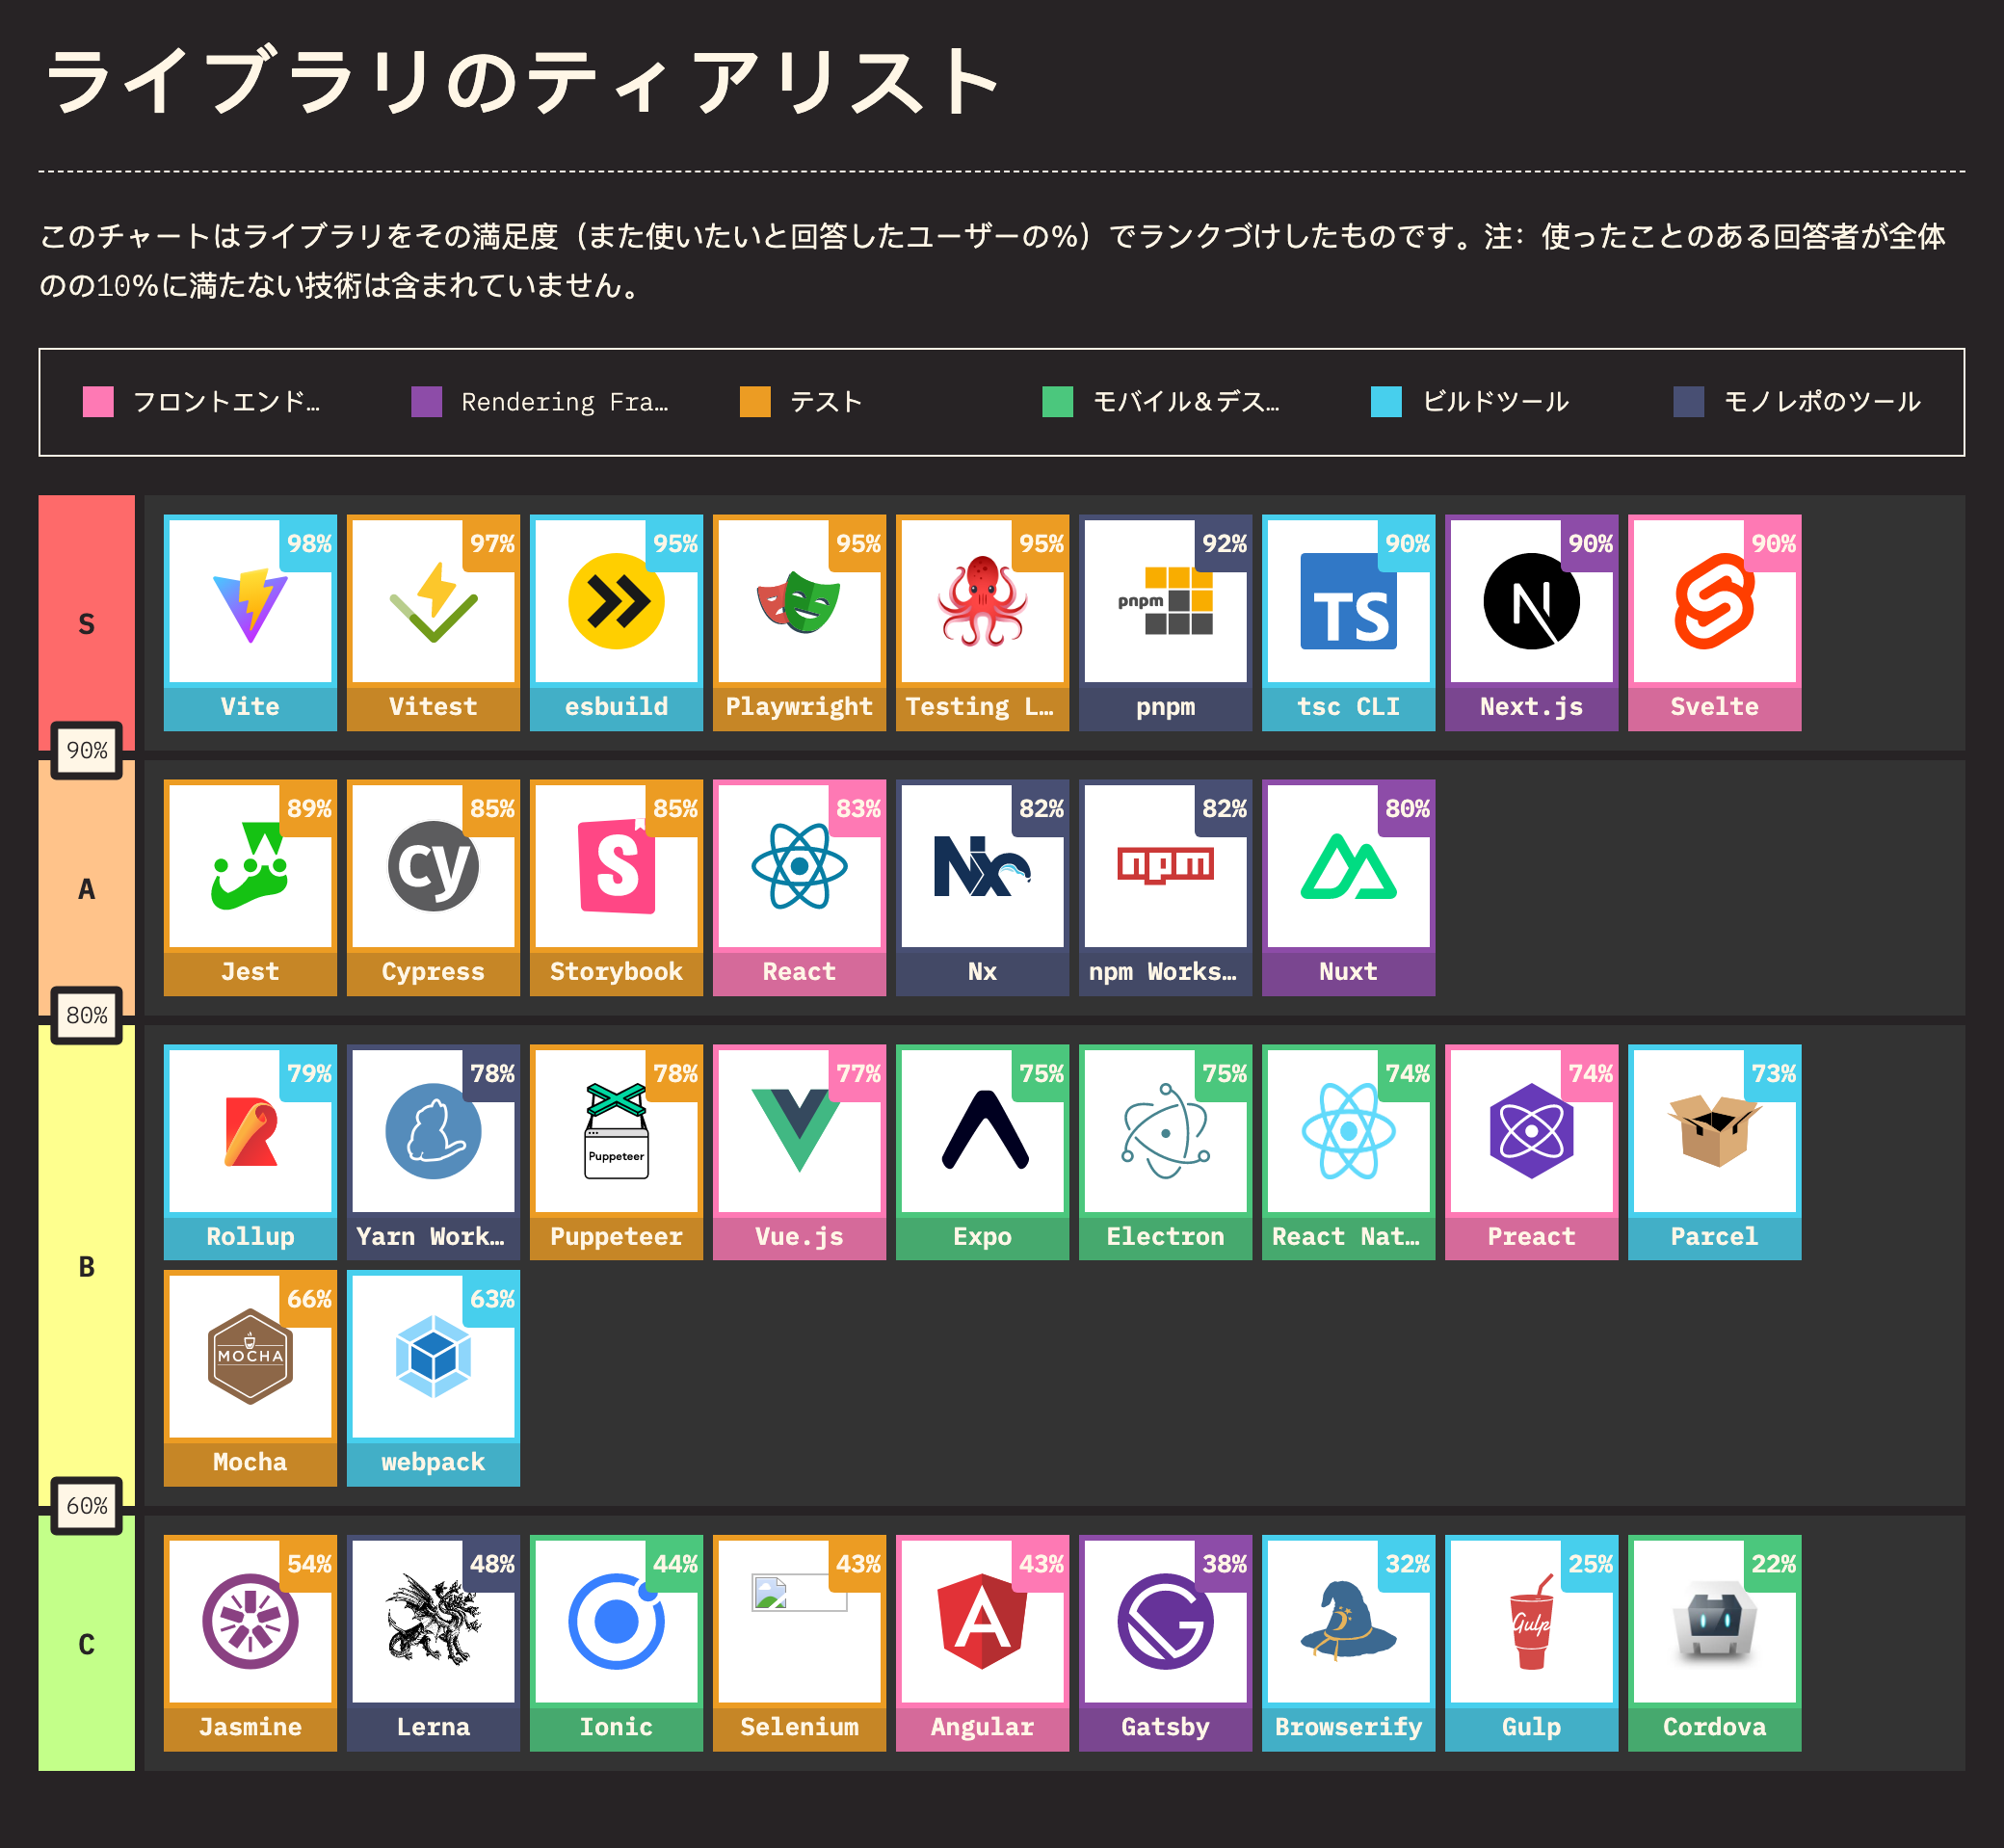 ライブラリのティアリスト
このチャートはライブラリをその満足度（また使いたいと回答したユーザーの%）でランクづけしたものです。注：使ったことのある回答者が全体
のの10%に満たない技術は含まれていません。
フロントエンド… Rendering Fra… テスト モバイル＆デス… ビルドツール モノレポのツール
S
98% 97% 95% 95% 95% 92% 90% 90% 90%
pnpm TS N
Vite Vitest esbuild Playwright Testing L… pnpm tsc CLI Next.js Svelte
90%
A
89% 85% 85% 83% 82% 82% 80%
cy S Nx npm
Jest Cypress Storybook React Nx npm Works… Nuxt
80%
B
79% 78% 78% 77% 75% 75% 74% 74% 73%
Puppeteer
Rollup Yarn Work… Puppeteer Vue.js Expo Electron React Nat… Preact Parcel
66% 63%
MOCHA
Mocha webpack
60%
C
54% 48% 44% 43% 43% 38% 32% 25% 22%
A G Gulp
Jasmine Lerna Ionic Selenium Angular Gatsby Browserify Gulp Cordova